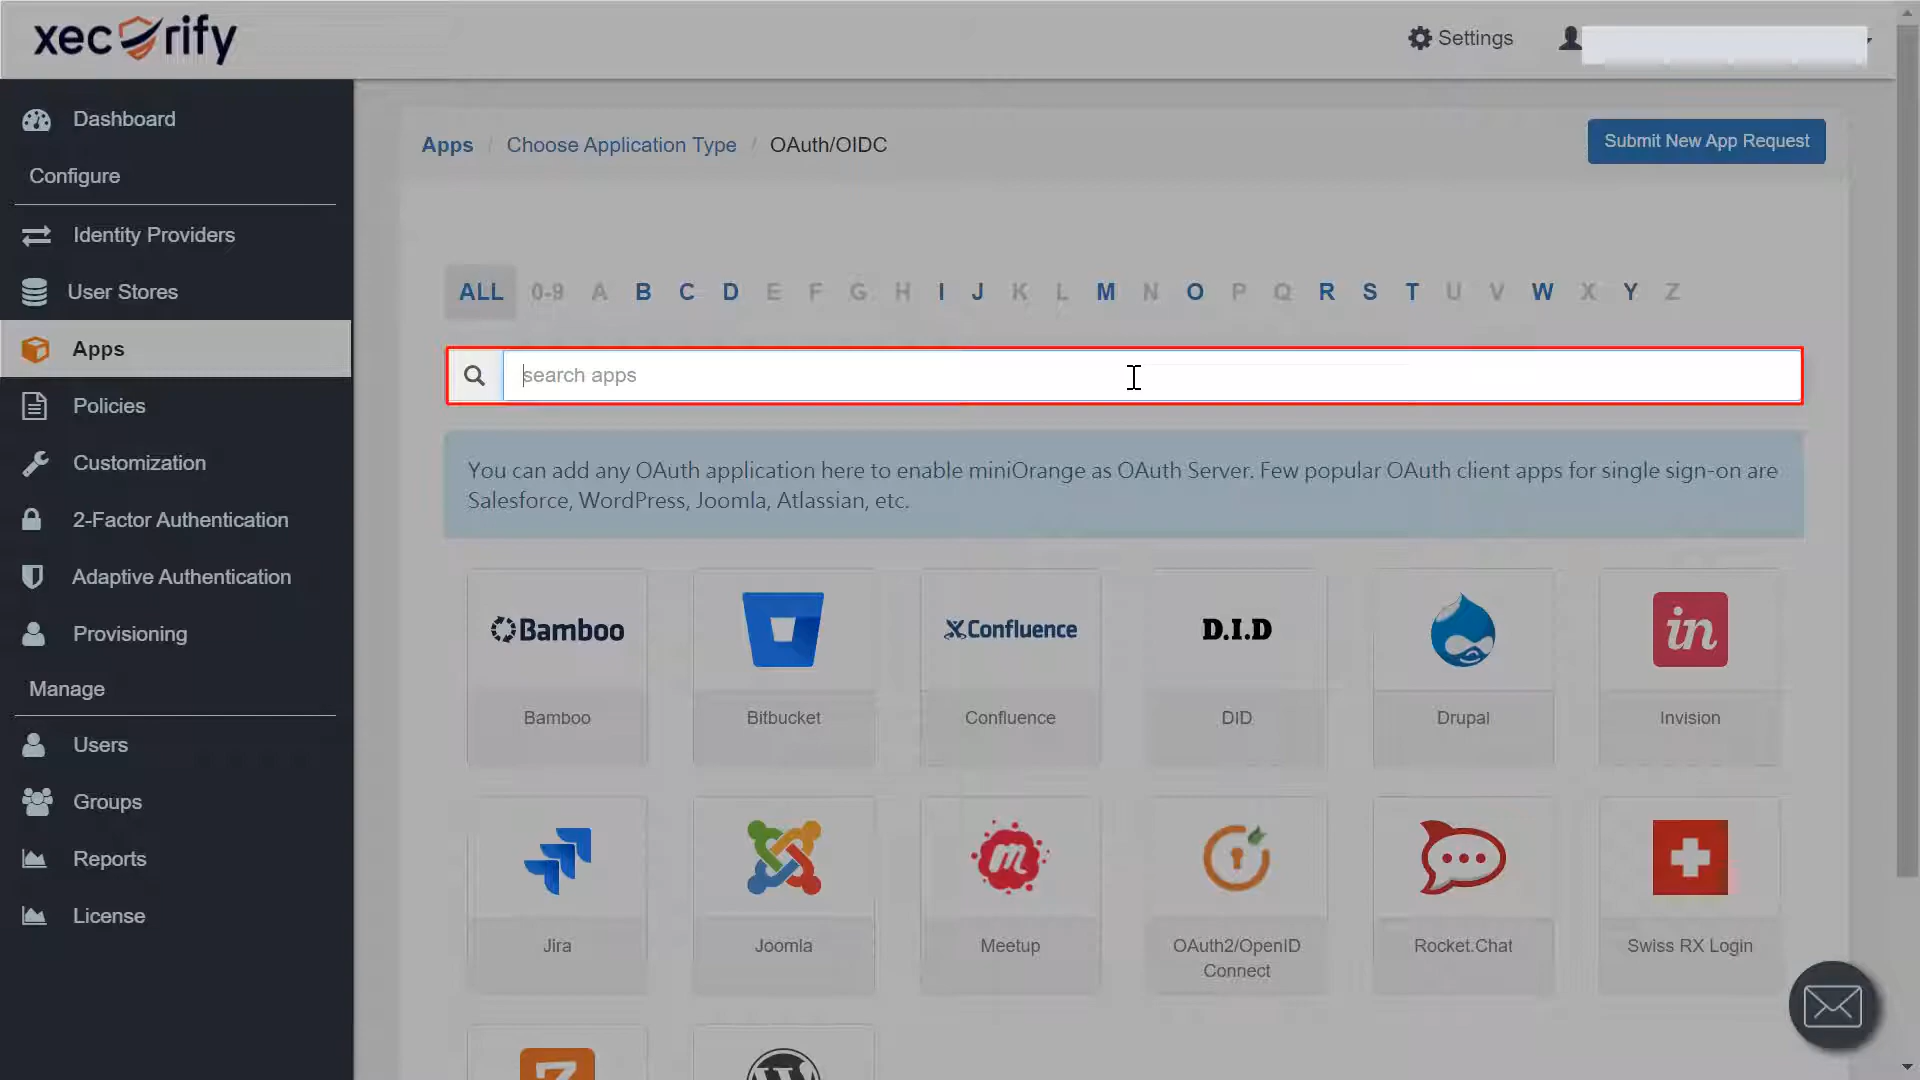 xecurify
Settings
Dashboard
Configure
Identity Providers
User Stores
Apps
Policies
Customization
2-Factor Authentication
Adaptive Authentication
Provisioning
Manage
Users
Groups
Reports
License
Apps / Choose Application Type / OAuth/OIDC
Submit New App Request
ALL 0-9 A B C D E F G H I J K L M N O P Q R S T U V W X Y Z
search apps
You can add any OAuth application here to enable miniOrange as OAuth Server. Few popular OAuth client apps for single sign-on are
Salesforce, WordPress, Joomla, Atlassian, etc.
Bamboo
Confluence
D.I.D
in
Bamboo
Bitbucket
Confluence
DID
Drupal
Invision
m
Jira
Joomla
Meetup
OAuth2/OpenID
Connect
Rocket.Chat
Swiss RX Login